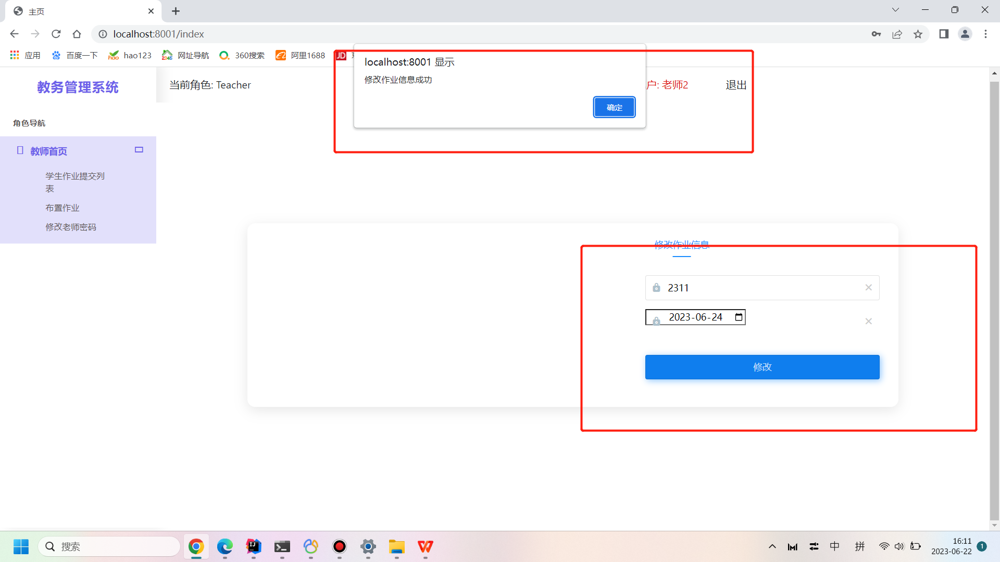 主页
localhost:8001/index
应用
百度一下
hao123
网址导航
360搜索
阿里1688
JD
localhost:8001 显示
修改作业信息成功
确定
教务管理系统
当前角色: Teacher
户: 老师2
退出
角色导航
教师首页
学生作业提交列
表
布置作业
修改老师密码
修改作业信息
2311
2023-06-24
修改
搜索
中
拼
16:11
2023-06-22
1